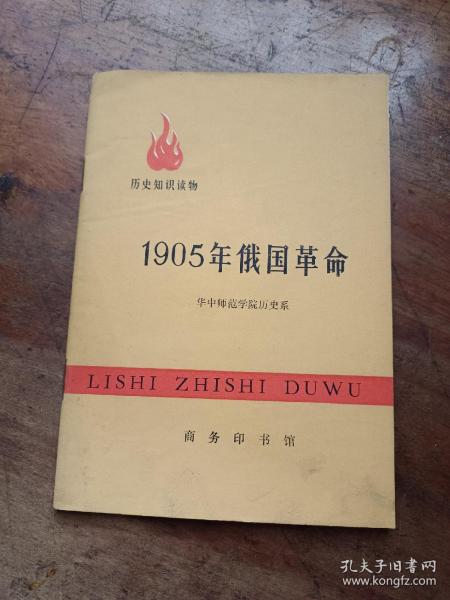 历史知识读物
1905年俄国革命
华中师范学院历史系
LISHI ZHISHI DUWU
商务印书馆
孔夫子旧书网
www.kongfz.com